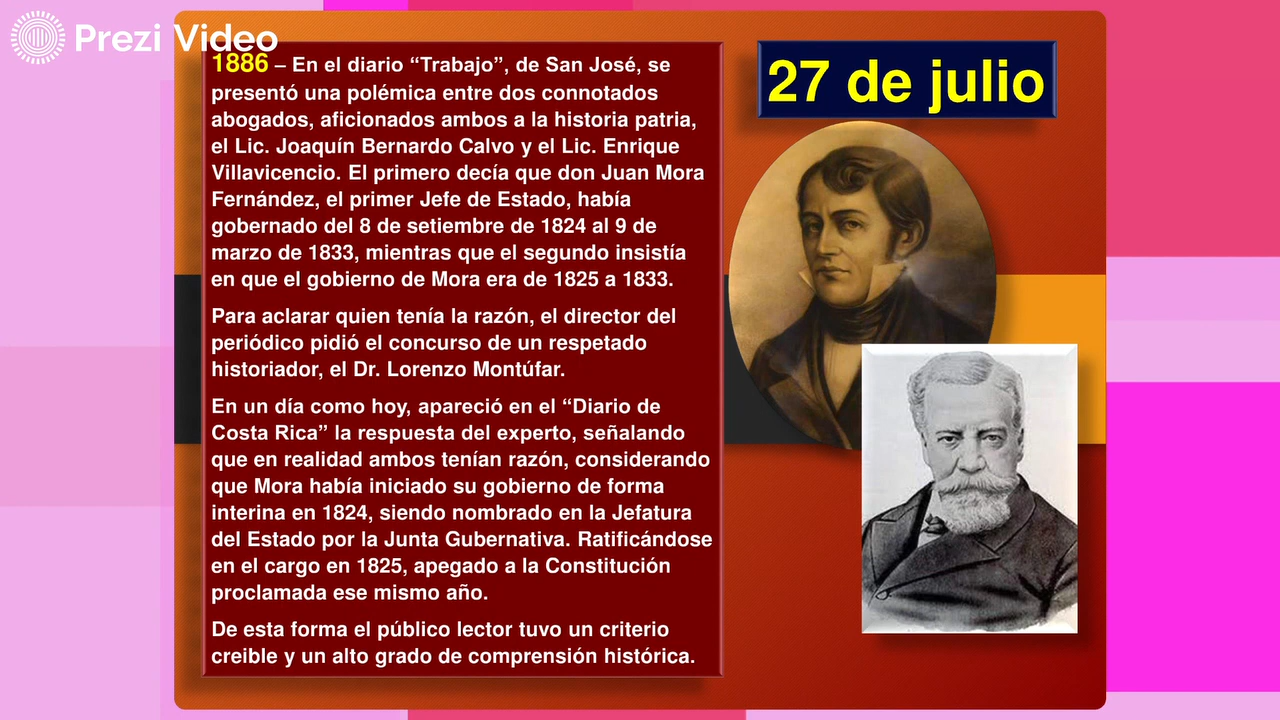 Prezi Video
1886 – En el diario “Trabajo”, de San José, se
presentó una polémica entre dos connotados
abogados, aficionados ambos a la historia patria,
el Lic. Joaquín Bernardo Calvo y el Lic. Enrique
Villavicencio. El primero decía que don Juan Mora
Fernández, el primer Jefe de Estado, había
gobernado del 8 de setiembre de 1824 al 9 de
marzo de 1833, mientras que el segundo insistía
en que el gobierno de Mora era de 1825 a 1833.
Para aclarar quien tenía la razón, el director del
periódico pidió el concurso de un respetado
historiador, el Dr. Lorenzo Montúfar.
En un día como hoy, apareció en el “Diario de
Costa Rica” la respuesta del experto, señalando
que en realidad ambos tenían razón, considerando
que Mora había iniciado su gobierno de forma
interina en 1824, siendo nombrado en la Jefatura
del Estado por la Junta Gubernativa. Ratificándose
en el cargo en 1825, apegado a la Constitución
proclamada ese mismo año.
De esta forma el público lector tuvo un criterio
creible y un alto grado de comprensión histórica.
27 de julio